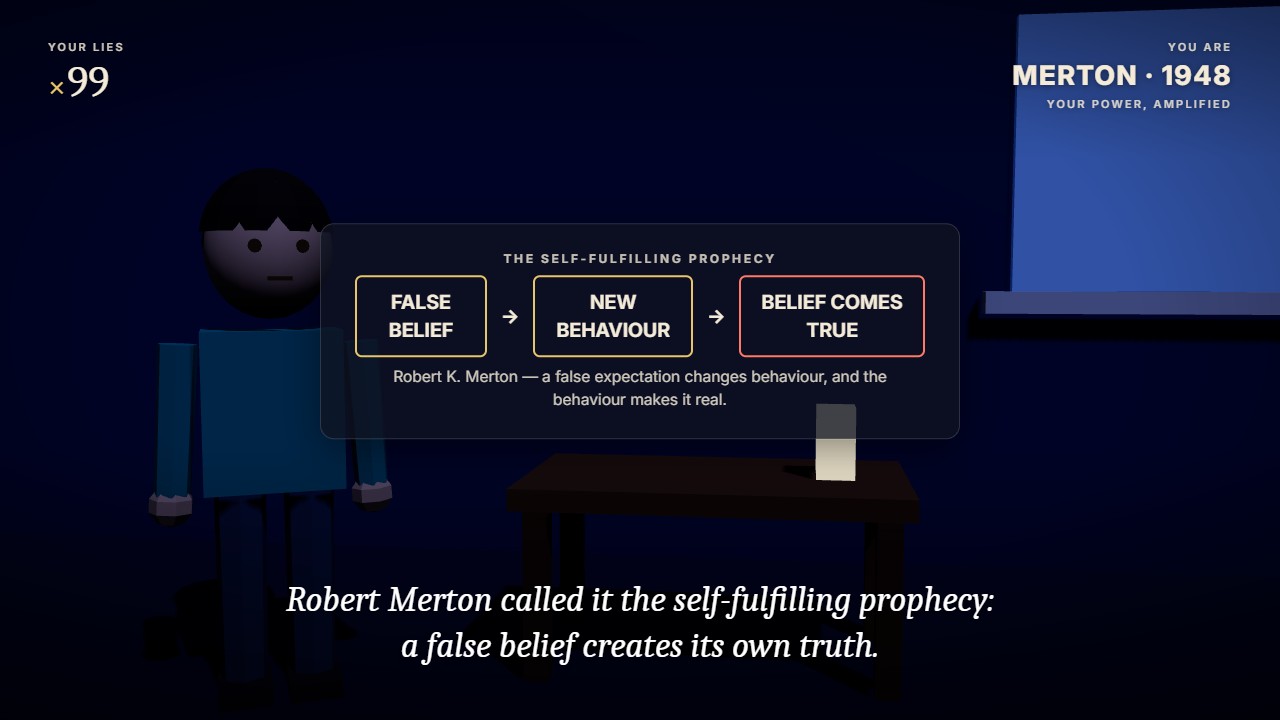 YOUR LIES
×99
YOU ARE
MERTON · 1948
YOUR POWER, AMPLIFIED
THE SELF-FULFILLING PROPHECY
FALSE
BELIEF
→
NEW
BEHAVIOUR
→
BELIEF COMES
TRUE
Robert K. Merton — a false expectation changes behaviour, and the
behaviour makes it real.
Robert Merton called it the self-fulfilling prophecy:
a false belief creates its own truth.